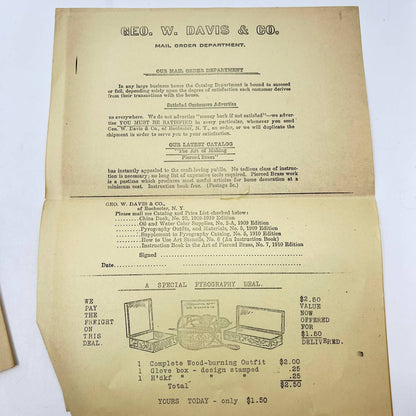 GEO. W. DAVIS & CO.
MAIL ORDER DEPARTMENT.
OUR MAIL ORDER DEPARTMENT
In any large business house the Catalog Department is bound to succeed
or fail, depending solely upon the degree of satisfaction each customer derives
from their transactions with the house.
Satisfied Customers Advertise
us everywhere. We do not advertise "money back if not satisfied"—we adver-
tise YOU MUST BE SATISFIED in every particular, whenever you send
Geo. W. Davis & Co., of Rochester, N. Y., an order, or we will duplicate
the shipment in order to serve you to your satisfaction.
OUR LATEST CATALOG
"The Art of Making
Pierced Brass"
has instantly appealed to the craft-loving public. No tedious class of instruc-
tion is necessary; no long list of expensive tools required. Pierced Brass work
is a pastime which produces most useful articles for home decoration at a
minimum cost. Instruction book free. (Postage 5c.)
GEO. W. DAVIS & CO.,
of Rochester, N. Y.
Please mail me Catalog and Price List checked below:
China Book, No. 20, 1909-1910 Edition
Oil and Water Color Supplies, No. 3-A, 1909 Edition
Pyrography Outfits, and Materials, No. 5, 1909 Edition
Supplement to Pyrography Catalog, No. 5, 1910 Edition
How to Use Art Stencils, No. 6 (An Instruction Book)
Instruction Book in the Art of Pierced Brass, No. 7, 1910 Edition
Signed
Date
A SPECIAL PYROGRAPHY DEAL.
WE
PAY
THE
FREIGHT
ON
THIS
DEAL.
$2.50
VALUE
NOW
OFFERED
FOR
$1.50
DELIVERED.
1 Complete Wood-burning Outfit $2.00
1 Glove box - design stamped .25
1 H'dkf " " " .25
Total $2.50
YOURS TODAY - only $1.50